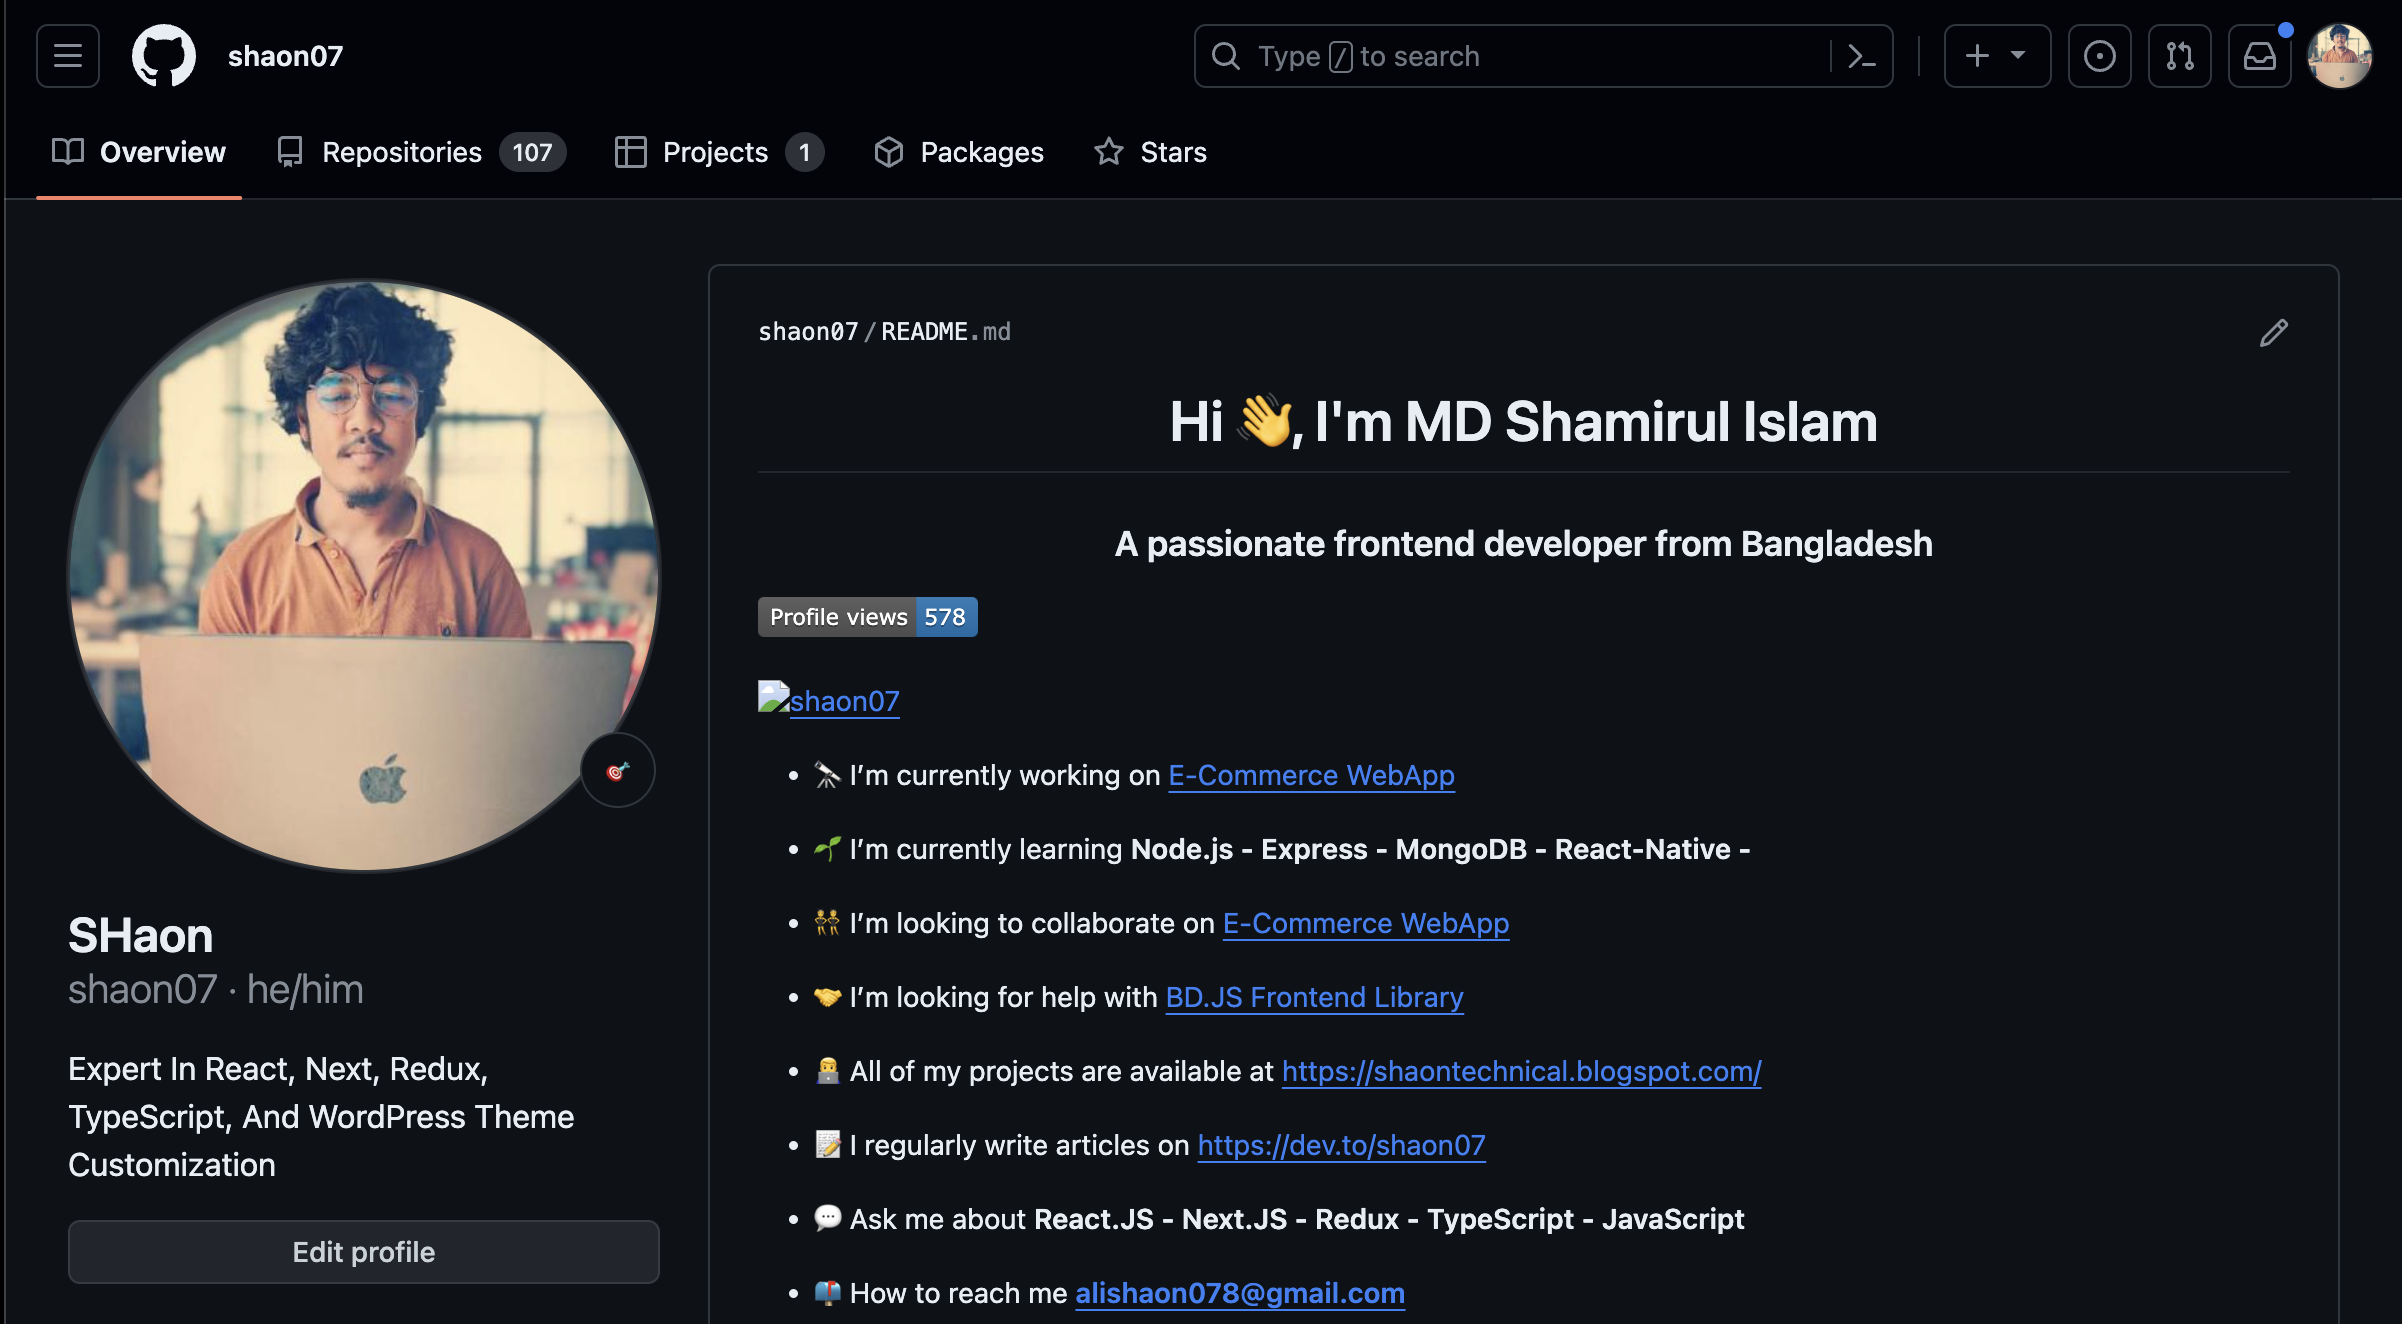 shaon07
Type / to search
Overview
Repositories 107
Projects 1
Packages
Stars
SHaon
shaon07 · he/him
Expert In React, Next, Redux,
TypeScript, And WordPress Theme
Customization
Edit profile
shaon07/README.md
Hi 👋, I'm MD Shamirul Islam
A passionate frontend developer from Bangladesh
Profile views 578
shaon07
• 🔭 I’m currently working on E-Commerce WebApp
• 🌱 I’m currently learning Node.js - Express - MongoDB - React-Native -
• 👯 I’m looking to collaborate on E-Commerce WebApp
• 🤝 I’m looking for help with BD.JS Frontend Library
• 👨‍💻 All of my projects are available at https://shaontechnical.blogspot.com/
• 📝 I regularly write articles on https://dev.to/shaon07
• 💬 Ask me about React.JS - Next.JS - Redux - TypeScript - JavaScript
• 📫 How to reach me alishaon078@gmail.com